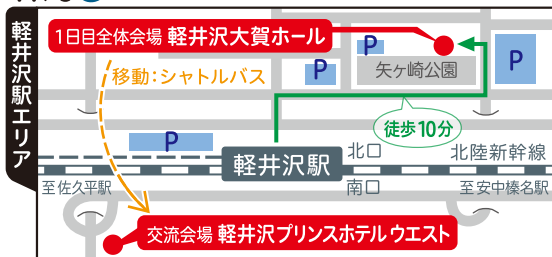 軽井沢駅エリア
1日目全体会場 軽井沢大賀ホール
移動：シャトルバス
P
P
P
矢ヶ崎公園
徒歩10分
P
軽井沢駅
北口
南口
北陸新幹線
至佐久平駅
至安中榛名駅
交流会場 軽井沢プリンスホテル ウエスト